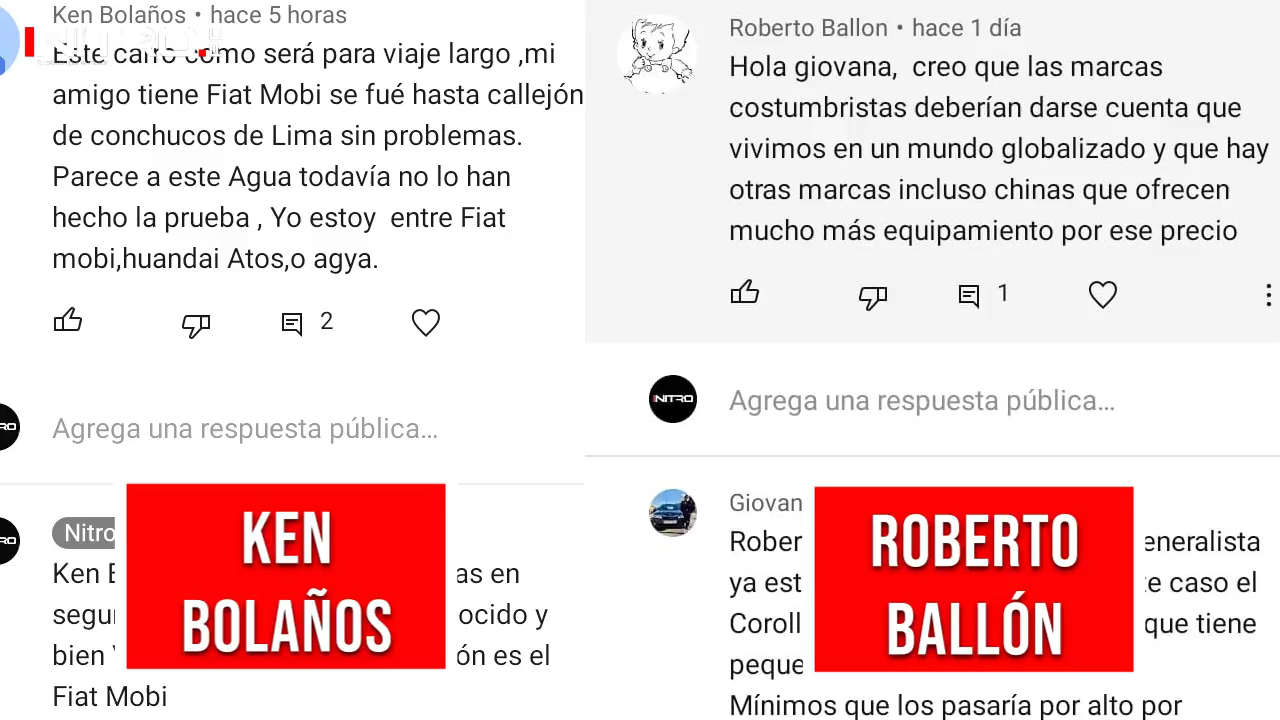 Ken Bolaños • hace 5 horas
Este carro como será para viaje largo ,mi
amigo tiene Fiat Mobi se fué hasta callejón
de conchucos de Lima sin problemas.
Parece a este Agua todavía no lo han
hecho la prueba , Yo estoy entre Fiat
mobi,huandai Atos,o agya.
2
Agrega una respuesta pública...
Nitro
Ken B
as en
segu
ocido y
bien
ón es el
Fiat Mobi
KEN
BOLAÑOS
Roberto Ballon • hace 1 día
Hola giovana, creo que las marcas
costumbristas deberían darse cuenta que
vivimos en un mundo globalizado y que hay
otras marcas incluso chinas que ofrecen
mucho más equipamiento por ese precio
1
NITRO
Agrega una respuesta pública...
Giovan
Rober
eneralista
ya est
te caso el
Coroll
que tiene
peque
Mínimos que los pasaría por alto por
ROBERTO
BALLÓN